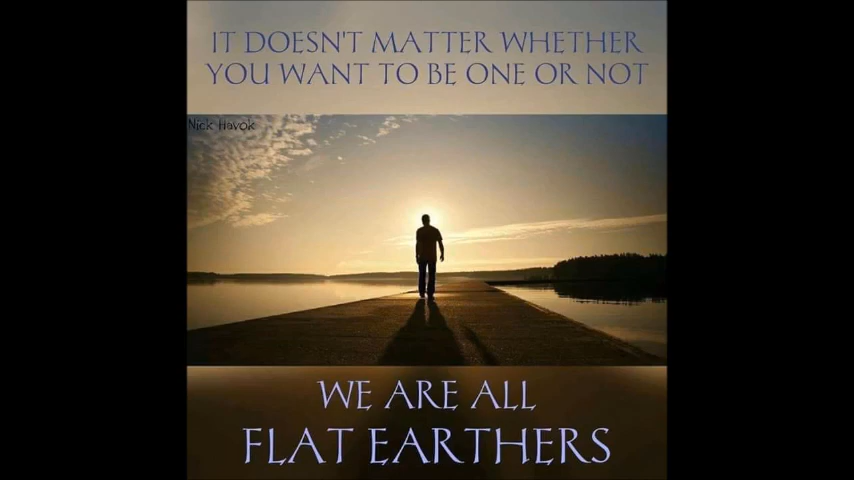 IT DOESN'T MATTER WHETHER
YOU WANT TO BE ONE OR NOT
Nick Havok
WE ARE ALL
FLAT EARTHERS